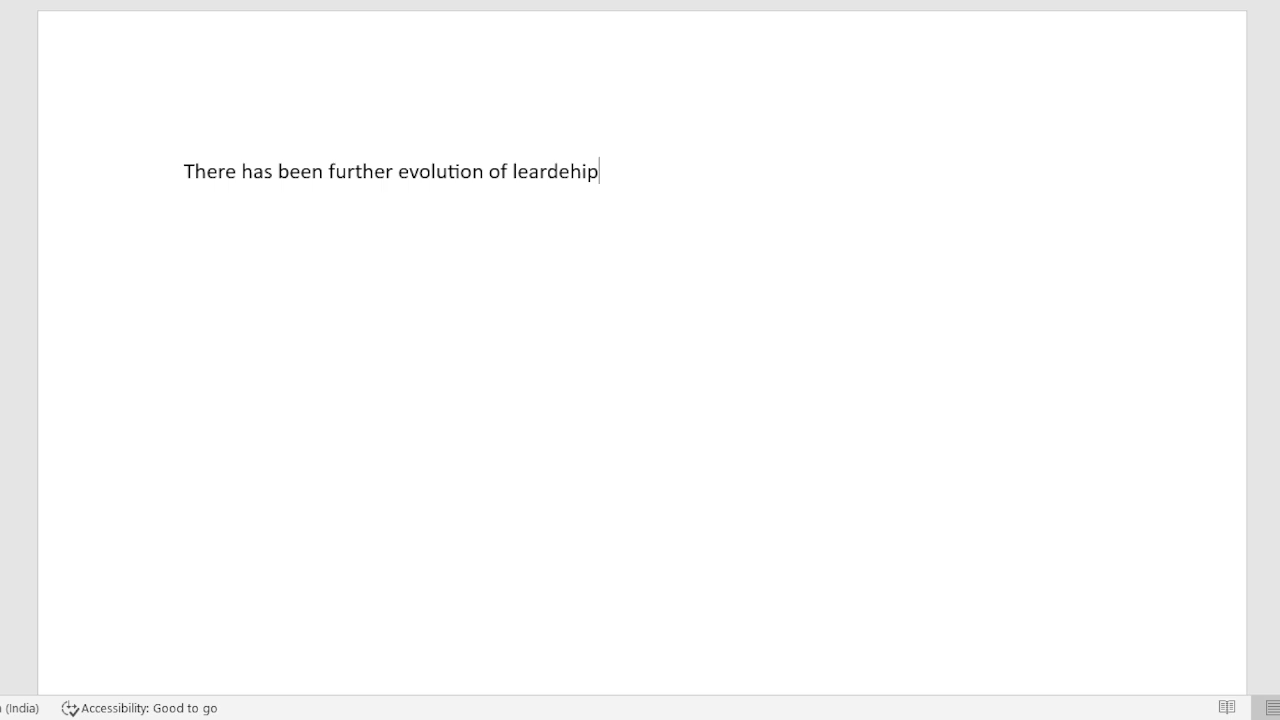 There has been further evolution of leardehip
(India)
Accessibility: Good to go